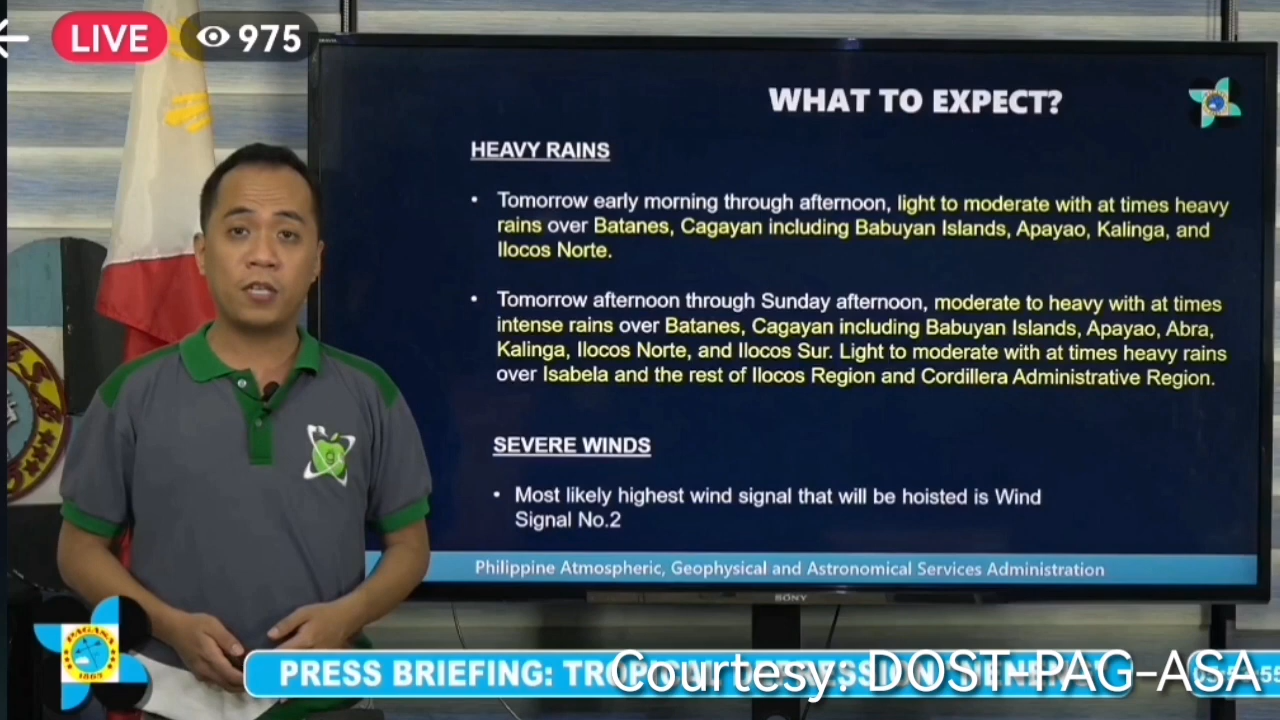 LIVE 975
WHAT TO EXPECT?
HEAVY RAINS
• Tomorrow early morning through afternoon, light to moderate with at times heavy
rains over Batanes, Cagayan including Babuyan Islands, Apayao, Kalinga, and
Ilocos Norte.
• Tomorrow afternoon through Sunday afternoon, moderate to heavy with at times
intense rains over Batanes, Cagayan including Babuyan Islands, Apayao, Abra,
Kalinga, Ilocos Norte, and Ilocos Sur. Light to moderate with at times heavy rains
over Isabela and the rest of Ilocos Region and Cordillera Administrative Region.
SEVERE WINDS
• Most likely highest wind signal that will be hoisted is Wind
Signal No.2
Philippine Atmospheric, Geophysical and Astronomical Services Administration
SONY
g
PAGASA
1865
PRESS BRIEFING:
Courtesy; DOST-PAG-ASA